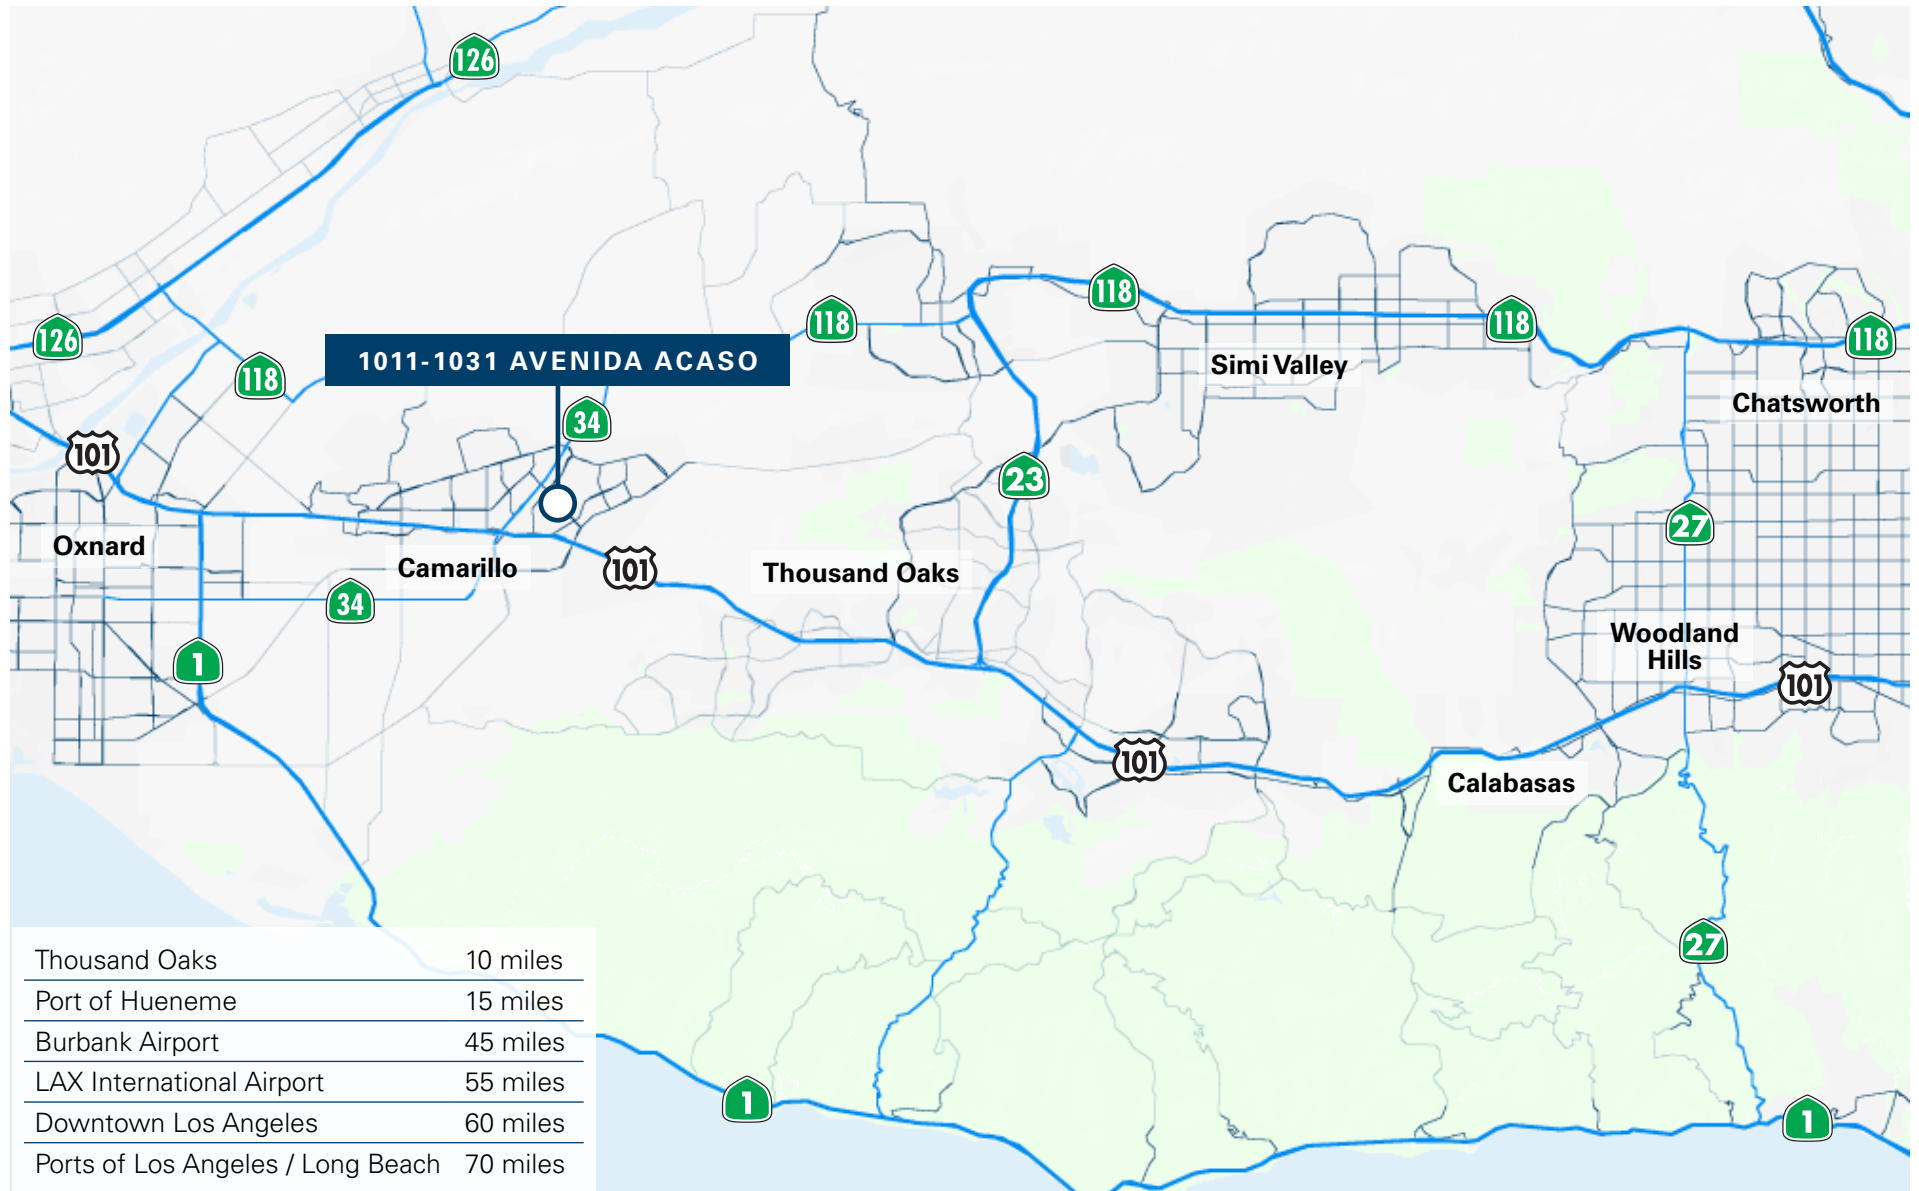 126
118
118
118
118
126
1011-1031 AVENIDA ACASO
Simi Valley
118
Chatsworth
34
101
23
27
Oxnard
Camarillo
101
Thousand Oaks
34
Woodland
Hills
1
101
101
Calabasas
27
Thousand Oaks 10 miles
Port of Hueneme 15 miles
Burbank Airport 45 miles
LAX International Airport 55 miles
Downtown Los Angeles 60 miles
Ports of Los Angeles / Long Beach 70 miles
1
1